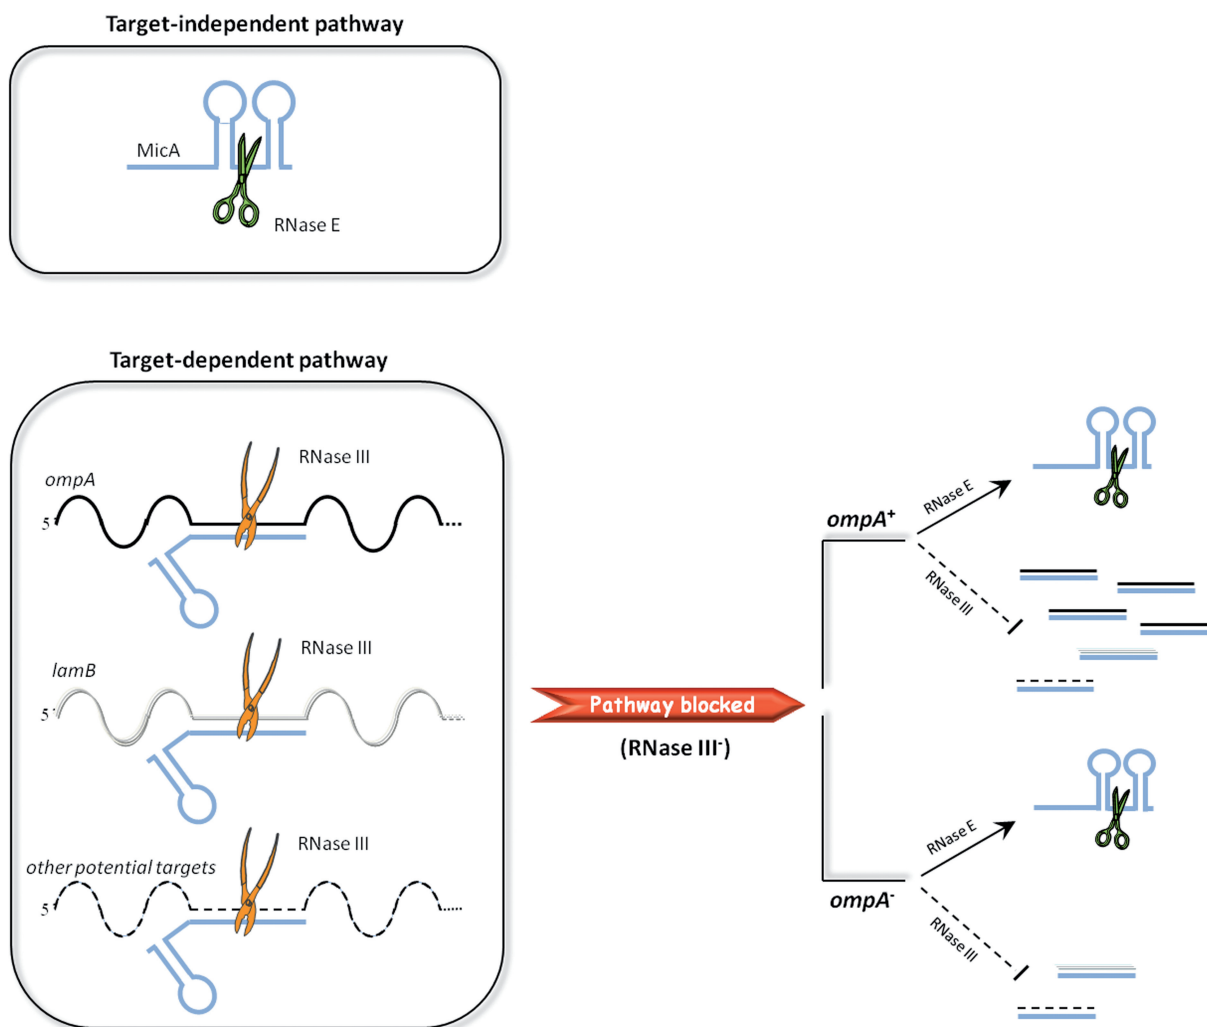 Target-independent pathway
MicA
RNase E
Target-dependent pathway
RNase III
ompA
5´
RNase III
lamB
5´
RNase III
other potential targets
5´
Pathway blocked
(RNase III⁻)
ompA⁺
RNase E
RNase III
ompA⁻
RNase E
RNase III